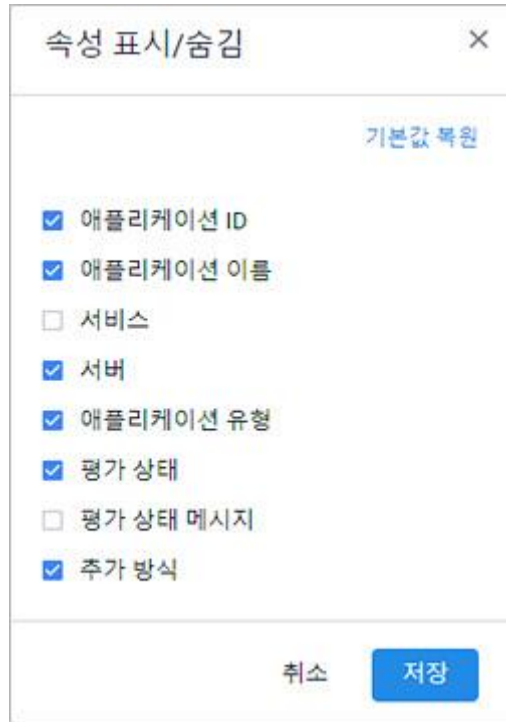 속성 표시/숨김
기본값 복원
애플리케이션 ID
애플리케이션 이름
서비스
서버
애플리케이션 유형
평가 상태
평가 상태 메시지
추가 방식
취소
저장